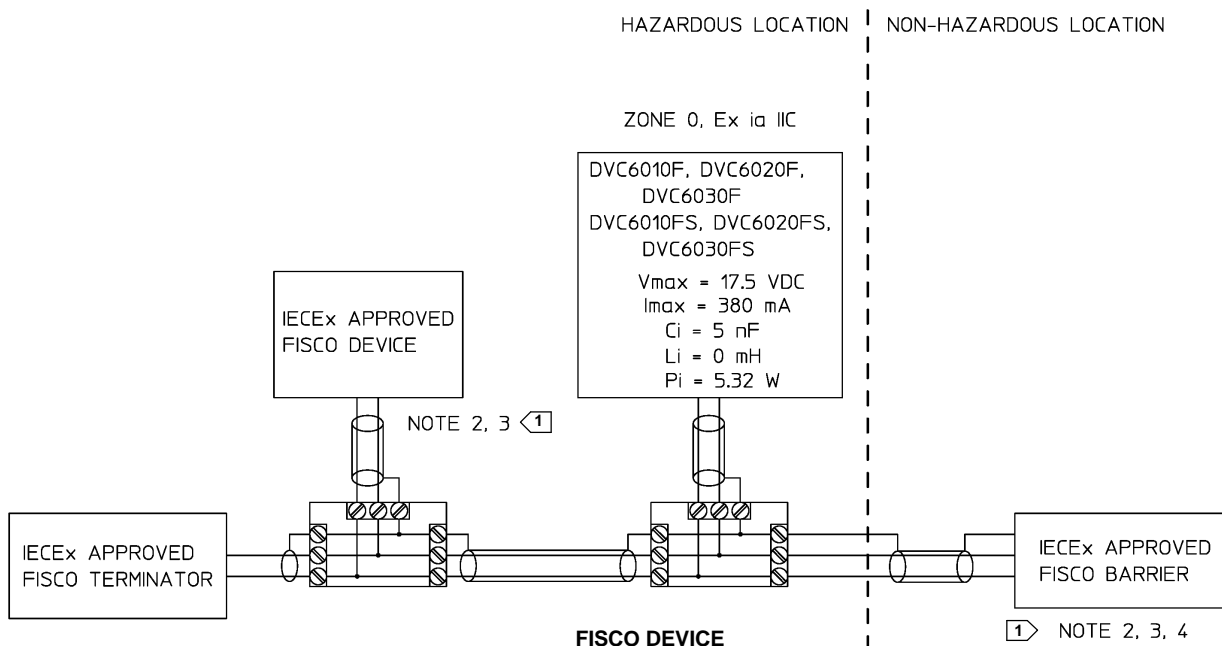 HAZARDOUS LOCATION
NON-HAZARDOUS LOCATION
ZONE 0, Ex ia IIC
DVC6010F, DVC6020F,
DVC6030F
DVC6010FS, DVC6020FS,
DVC6030FS
Vmax = 17.5 VDC
Imax = 380 mA
Ci = 5 nF
Li = 0 mH
Pi = 5.32 W
IECEx APPROVED
FISCO DEVICE
NOTE 2, 3 1
IECEx APPROVED
FISCO TERMINATOR
IECEx APPROVED
FISCO BARRIER
1 NOTE 2, 3, 4
FISCO DEVICE